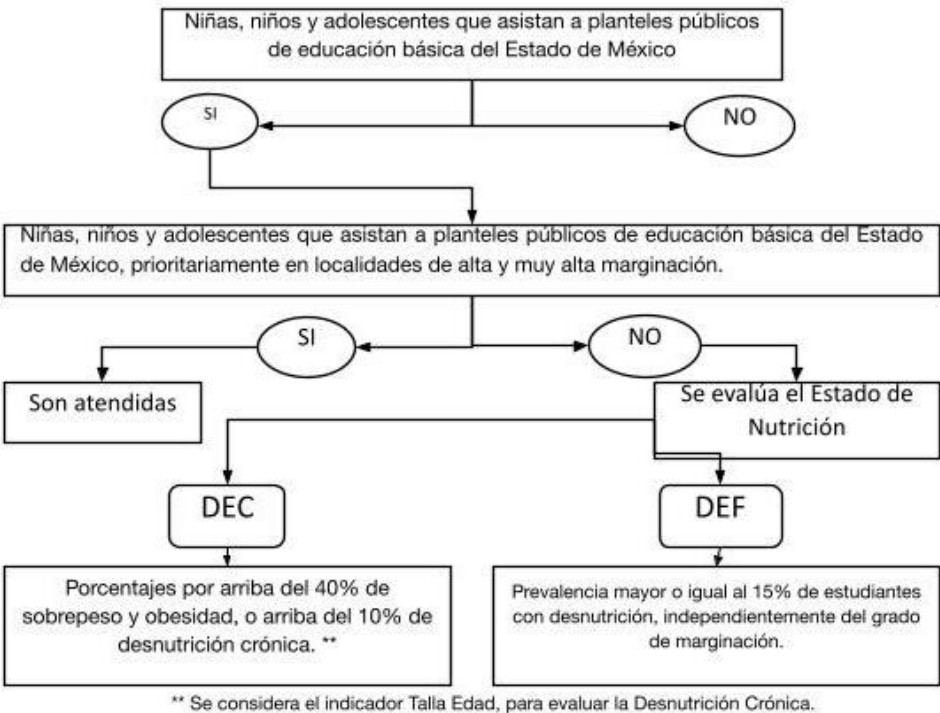 Niñas, niños y adolescentes que asistan a planteles públicos
de educación básica del Estado de México
SI
NO
Niñas, niños y adolescentes que asistan a planteles públicos de educación básica del Estado
de México, prioritariamente en localidades de alta y muy alta marginación.
SI
NO
Son atendidas
Se evalúa el Estado de
Nutrición
DEC
DEF
Porcentajes por arriba del 40% de
sobrepeso y obesidad, o arriba del 10% de
desnutrición crónica. **
Prevalencia mayor o igual al 15% de estudiantes
con desnutrición, independientemente del grado
de marginación.
** Se considera el indicador Talla Edad, para evaluar la Desnutrición Crónica.